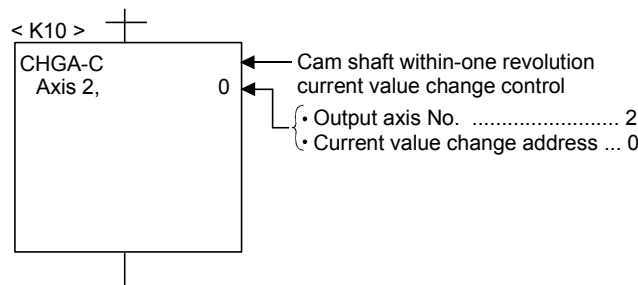 < K10 >
CHGA-C
Axis 2, 0
Cam shaft within-one revolution
current value change control
• Output axis No. ......................... 2
• Current value change address ... 0